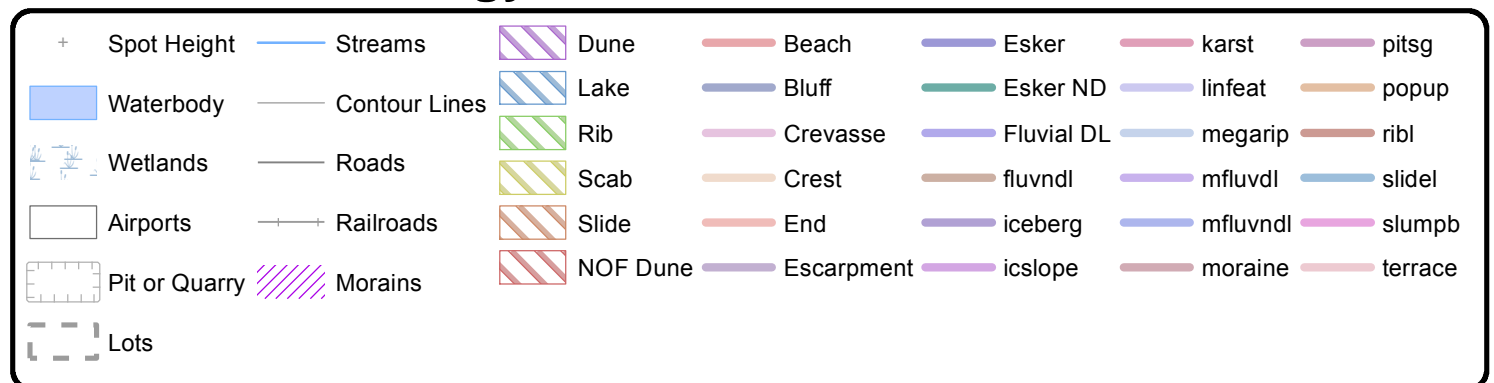 gy
Spot Height
Waterbody
Wetlands
Airports
Pit or Quarry
Lots
Streams
Contour Lines
Roads
Railroads
Morains
Dune
Lake
Rib
Scab
Slide
NOF Dune
Beach
Bluff
Crevasse
Crest
End
Escarpment
Esker
Esker ND
Fluvial DL
fluvndl
iceberg
icslope
karst
linfeat
megarip
mfluvdl
mfluvndl
moraine
pitsg
popup
ribl
slidel
slumpb
terrace